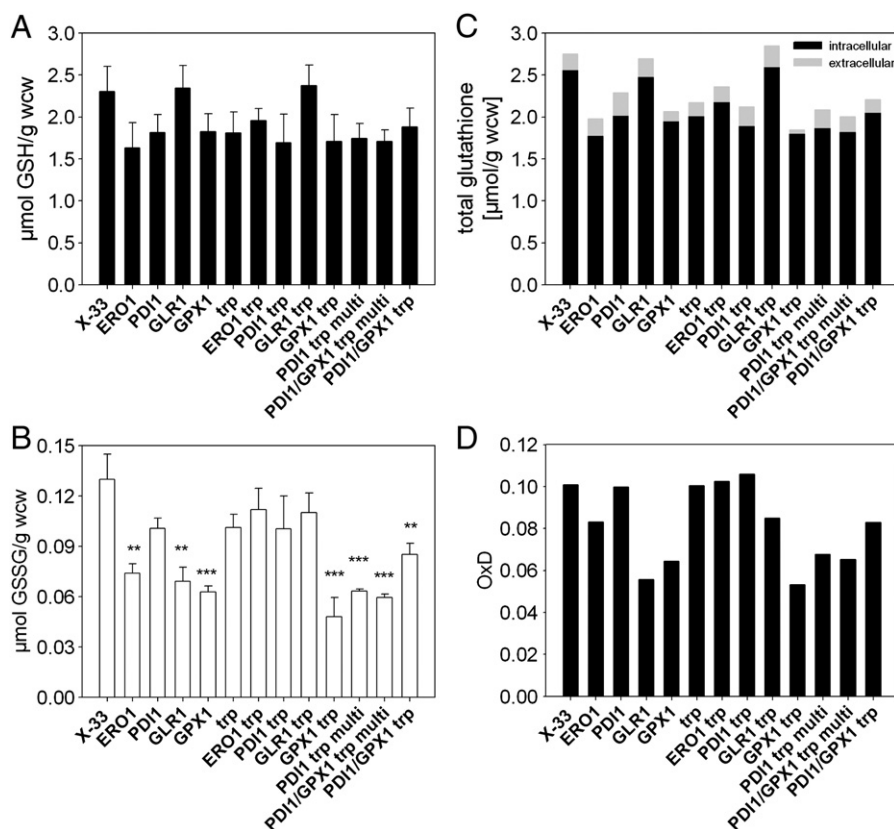 A
µmol GSH/g wcw
3.0
2.5
2.0
1.5
1.0
0.5
0.0
X-33
ERO1
PDI1
GLR1
GPX1
trp
ERO1 trp
PDI1 trp
GLR1 trp
GPX1 trp
PDI1 trp multi
PDI1/GPX1 trp multi
PDI1/GPX1 trp
C
total glutathione
[µmol/g wcw]
3.0
2.5
2.0
1.5
1.0
0.5
0.0
intracellular
extracellular
X-33
ERO1
PDI1
GLR1
GPX1
trp
ERO1 trp
PDI1 trp
GLR1 trp
GPX1 trp
PDI1 trp multi
PDI1/GPX1 trp multi
PDI1/GPX1 trp
B
µmol GSSG/g wcw
0.15
0.12
0.09
0.06
0.03
0.00
**
**
***
***
***
***
**
X-33
ERO1
PDI1
GLR1
GPX1
trp
ERO1 trp
PDI1 trp
GLR1 trp
GPX1 trp
PDI1 trp multi
PDI1/GPX1 trp multi
PDI1/GPX1 trp
D
OxD
0.12
0.10
0.08
0.06
0.04
0.02
0.00
X-33
ERO1
PDI1
GLR1
GPX1
trp
ERO1 trp
PDI1 trp
GLR1 trp
GPX1 trp
PDI1 trp multi
PDI1/GPX1 trp multi
PDI1/GPX1 trp